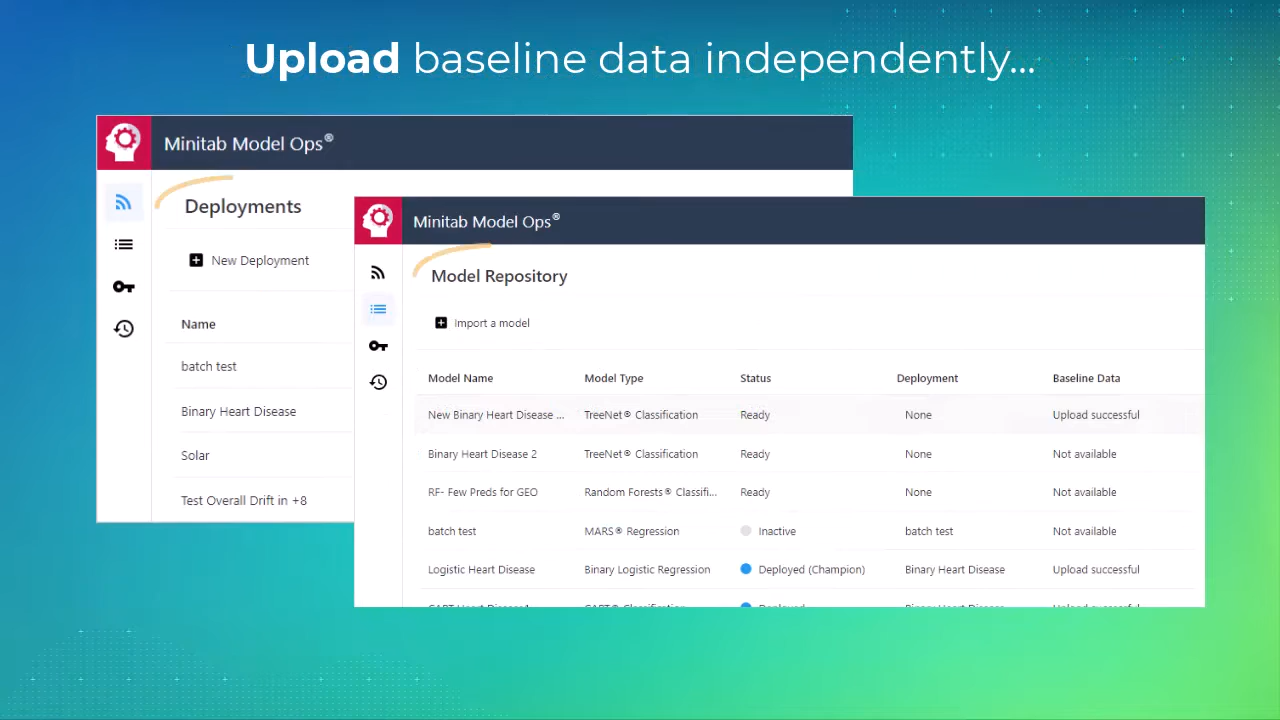 Upload baseline data independently...
Minitab Model Ops®
Deployments
New Deployment
Name
batch test
Binary Heart Disease
Solar
Test Overall Drift in +8
Minitab Model Ops®
Model Repository
Import a model
Model Name Model Type Status Deployment Baseline Data
New Binary Heart Disease ... TreeNet® Classification Ready None Upload successful
Binary Heart Disease 2 TreeNet® Classification Ready None Not available
RF- Few Preds for GEO Random Forests® Classifi... Ready None Not available
batch test MARS® Regression Inactive batch test Not available
Logistic Heart Disease Binary Logistic Regression Deployed (Champion) Binary Heart Disease Upload successful